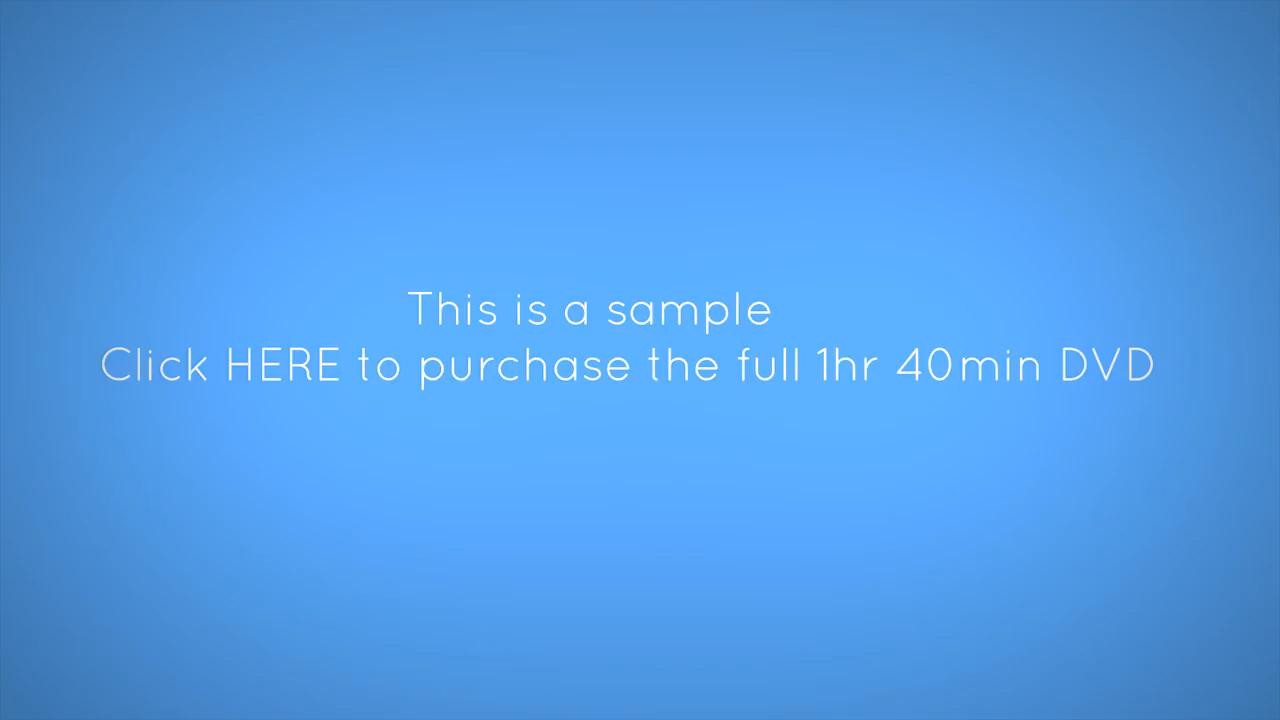 This is a sample
Click HERE to purchase the full 1hr 40min DVD